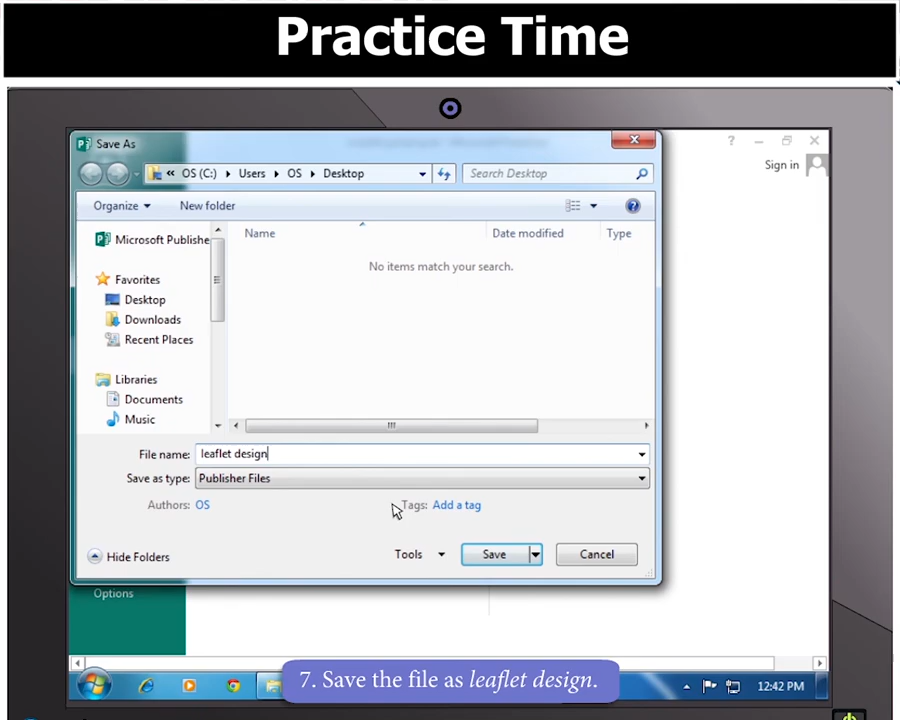 Practice Time
Save As
Sign in
« OS (C:) Users OS Desktop
Search Desktop
Organize
New folder
Microsoft Publishe
Name
Date modified
Type
No items match your search.
Favorites
Desktop
Downloads
Recent Places
Libraries
Documents
Music
File name: leaflet design
Save as type: Publisher Files
Authors: OS
Tags: Add a tag
Hide Folders
Tools
Save
Cancel
Options
7. Save the file as leaflet design.
12:42 PM